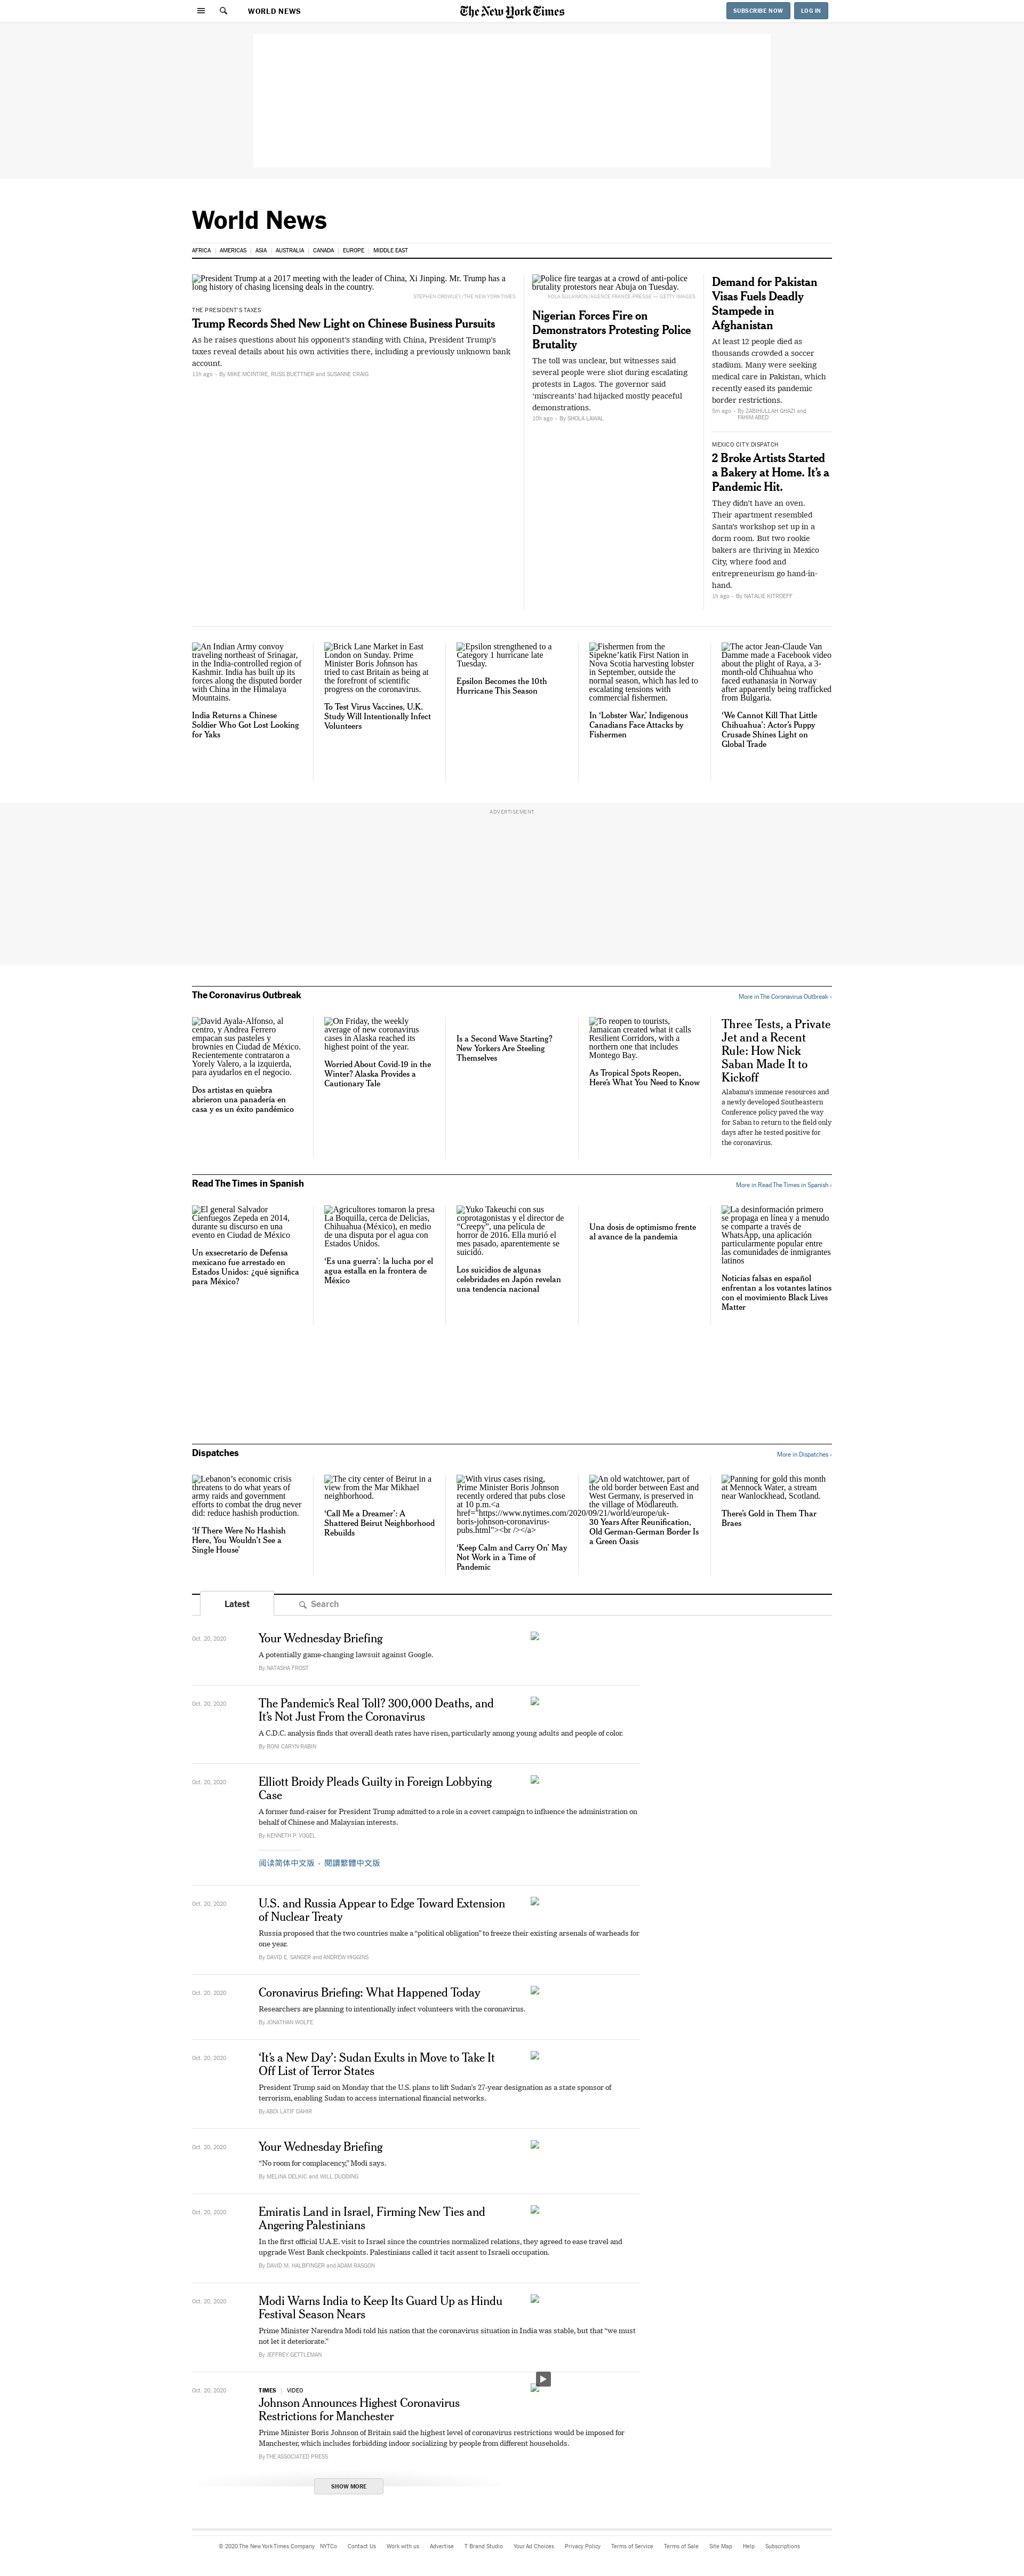 WORLD NEWS
The New York Times
SUBSCRIBE NOW
LOG IN
World News
AFRICA
AMERICAS
ASIA
AUSTRALIA
CANADA
EUROPE
MIDDLE EAST
President Trump at a 2017 meeting with the leader of China, Xi Jinping. Mr. Trump has a
long history of chasing licensing deals in the country.
STEPHEN CROWLEY/THE NEW YORK TIMES
THE PRESIDENT'S TAXES
Trump Records Shed New Light on Chinese Business Pursuits
As he raises questions about his opponent's standing with China, President Trump's
taxes reveal details about his own activities there, including a previously unknown bank
account.
11h ago – By MIKE MCINTIRE, RUSS BUETTNER and SUSANNE CRAIG
Police fire teargas at a crowd of anti-police
brutality protestors near Abuja on Tuesday.
KOLA SULAIMON/AGENCE FRANCE-PRESSE — GETTY IMAGES
Nigerian Forces Fire on
Demonstrators Protesting Police
Brutality
The toll was unclear, but witnesses said
several people were shot during escalating
protests in Lagos. The governor said
'miscreants' had hijacked mostly peaceful
demonstrations.
10h ago – By SHOLA LAWAL
Demand for Pakistan
Visas Fuels Deadly
Stampede in
Afghanistan
At least 12 people died as
thousands crowded a soccer
stadium. Many were seeking
medical care in Pakistan, which
recently eased its pandemic
border restrictions.
5m ago – By ZABIHULLAH GHAZI and
FAHIM ABED
MEXICO CITY DISPATCH
2 Broke Artists Started
a Bakery at Home. It's a
Pandemic Hit.
They didn't have an oven.
Their apartment resembled
Santa's workshop set up in a
dorm room. But two rookie
bakers are thriving in Mexico
City, where food and
entrepreneurism go hand-in-
hand.
1h ago – By NATALIE KITROEFF
An Indian Army convoy
traveling northeast of Srinagar,
in the India-controlled region of
Kashmir. India has built up its
forces along the disputed border
with China in the Himalaya
Mountains.
India Returns a Chinese
Soldier Who Got Lost Looking
for Yaks
Brick Lane Market in East
London on Sunday. Prime
Minister Boris Johnson has
tried to cast Britain as being at
the forefront of scientific
progress on the coronavirus.
To Test Virus Vaccines, U.K.
Study Will Intentionally Infect
Volunteers
Epsilon strengthened to a
Category 1 hurricane late
Tuesday.
Epsilon Becomes the 10th
Hurricane This Season
Fishermen from the
Sipekne'katik First Nation in
Nova Scotia harvesting lobster
in September, outside the
normal season, which has led to
escalating tensions with
commercial fishermen.
In 'Lobster War,' Indigenous
Canadians Face Attacks by
Fishermen
The actor Jean-Claude Van
Damme made a Facebook video
about the plight of Raya, a 3-
month-old Chihuahua who
faced euthanasia in Norway
after apparently being trafficked
from Bulgaria.
'We Cannot Kill That Little
Chihuahua': Actor's Puppy
Crusade Shines Light on
Global Trade
ADVERTISEMENT
The Coronavirus Outbreak
More in The Coronavirus Outbreak ›
David Ayala-Alfonso, al
centro, y Andrea Ferrero
empacan sus pasteles y
brownies en Ciudad de México.
Recientemente contrataron a
Yorely Valero, a la izquierda,
para ayudarlos en el negocio.
Dos artistas en quiebra
abrieron una panadería en
casa y es un éxito pandémico
On Friday, the weekly
average of new coronavirus
cases in Alaska reached its
highest point of the year.
Worried About Covid-19 in the
Winter? Alaska Provides a
Cautionary Tale
Is a Second Wave Starting?
New Yorkers Are Steeling
Themselves
To reopen to tourists,
Jamaican created what it calls
Resilient Corridors, with a
northern one that includes
Montego Bay.
As Tropical Spots Reopen,
Here's What You Need to Know
Three Tests, a Private
Jet and a Recent
Rule: How Nick
Saban Made It to
Kickoff
Alabama's immense resources and
a newly developed Southeastern
Conference policy paved the way
for Saban to return to the field only
days after he tested positive for
the coronavirus.
Read The Times in Spanish
More in Read The Times in Spanish ›
El general Salvador
Cienfuegos Zepeda en 2014,
durante su discurso en una
evento en Ciudad de México
Un exsecretario de Defensa
mexicano fue arrestado en
Estados Unidos: ¿qué significa
para México?
Agricultores tomaron la presa
La Boquilla, cerca de Delicias,
Chihuahua (México), en medio
de una disputa por el agua con
Estados Unidos.
'Es una guerra': la lucha por el
agua estalla en la frontera de
México
Yuko Takeuchi con sus
coprotagonistas y el director de
"Creepy", una película de
horror de 2016. Ella murió el
mes pasado, aparentemente se
suicidó.
Los suicidios de algunas
celebridades en Japón revelan
una tendencia nacional
Una dosis de optimismo frente
al avance de la pandemia
La desinformación primero
se propaga en línea y a menudo
se comparte a través de
WhatsApp, una aplicación
particularmente popular entre
las comunidades de inmigrantes
latinos
Noticias falsas en español
enfrentan a los votantes latinos
con el movimiento Black Lives
Matter
Dispatches
More in Dispatches ›
Lebanon's economic crisis
threatens to do what years of
army raids and government
efforts to combat the drug never
did: reduce hashish production.
'If There Were No Hashish
Here, You Wouldn't See a
Single House'
The city center of Beirut in a
view from the Mar Mikhael
neighborhood.
'Call Me a Dreamer': A
Shattered Beirut Neighborhood
Rebuilds
With virus cases rising,
Prime Minister Boris Johnson
recently ordered that pubs close
at 10 p.m.<a
href="https://www.nytimes.com/2020/09/21/world/europe/uk-
boris-johnson-coronavirus-
pubs.html"><br /></a>
'Keep Calm and Carry On' May
Not Work in a Time of
Pandemic
An old watchtower, part of
the old border between East and
West Germany, is preserved in
the village of Mödlareuth.
30 Years After Reunification,
Old German-German Border Is
a Green Oasis
Panning for gold this month
at Mennock Water, a stream
near Wanlockhead, Scotland.
There's Gold in Them Thar
Braes
Latest
Search
Oct. 20, 2020
Your Wednesday Briefing
A potentially game-changing lawsuit against Google.
By NATASHA FROST
Oct. 20, 2020
The Pandemic's Real Toll? 300,000 Deaths, and
It's Not Just From the Coronavirus
A C.D.C. analysis finds that overall death rates have risen, particularly among young adults and people of color.
By RONI CARYN RABIN
Oct. 20, 2020
Elliott Broidy Pleads Guilty in Foreign Lobbying
Case
A former fund-raiser for President Trump admitted to a role in a covert campaign to influence the administration on
behalf of Chinese and Malaysian interests.
By KENNETH P. VOGEL
阅读简体中文版 • 閱讀繁體中文版
Oct. 20, 2020
U.S. and Russia Appear to Edge Toward Extension
of Nuclear Treaty
Russia proposed that the two countries make a "political obligation" to freeze their existing arsenals of warheads for
one year.
By DAVID E. SANGER and ANDREW HIGGINS
Oct. 20, 2020
Coronavirus Briefing: What Happened Today
Researchers are planning to intentionally infect volunteers with the coronavirus.
By JONATHAN WOLFE
Oct. 20, 2020
'It's a New Day': Sudan Exults in Move to Take It
Off List of Terror States
President Trump said on Monday that the U.S. plans to lift Sudan's 27-year designation as a state sponsor of
terrorism, enabling Sudan to access international financial networks.
By ABDI LATIF DAHIR
Oct. 20, 2020
Your Wednesday Briefing
"No room for complacency," Modi says.
By MELINA DELKIC and WILL DUDDING
Oct. 20, 2020
Emiratis Land in Israel, Firming New Ties and
Angering Palestinians
In the first official U.A.E. visit to Israel since the countries normalized relations, they agreed to ease travel and
upgrade West Bank checkpoints. Palestinians called it tacit assent to Israeli occupation.
By DAVID M. HALBFINGER and ADAM RASGON
Oct. 20, 2020
Modi Warns India to Keep Its Guard Up as Hindu
Festival Season Nears
Prime Minister Narendra Modi told his nation that the coronavirus situation in India was stable, but that "we must
not let it deteriorate."
By JEFFREY GETTLEMAN
Oct. 20, 2020
TIMES | VIDEO
Johnson Announces Highest Coronavirus
Restrictions for Manchester
Prime Minister Boris Johnson of Britain said the highest level of coronavirus restrictions would be imposed for
Manchester, which includes forbidding indoor socializing by people from different households.
By THE ASSOCIATED PRESS
SHOW MORE
© 2020 The New York Times Company
NYTCo
Contact Us
Work with us
Advertise
T Brand Studio
Your Ad Choices
Privacy Policy
Terms of Service
Terms of Sale
Site Map
Help
Subscriptions